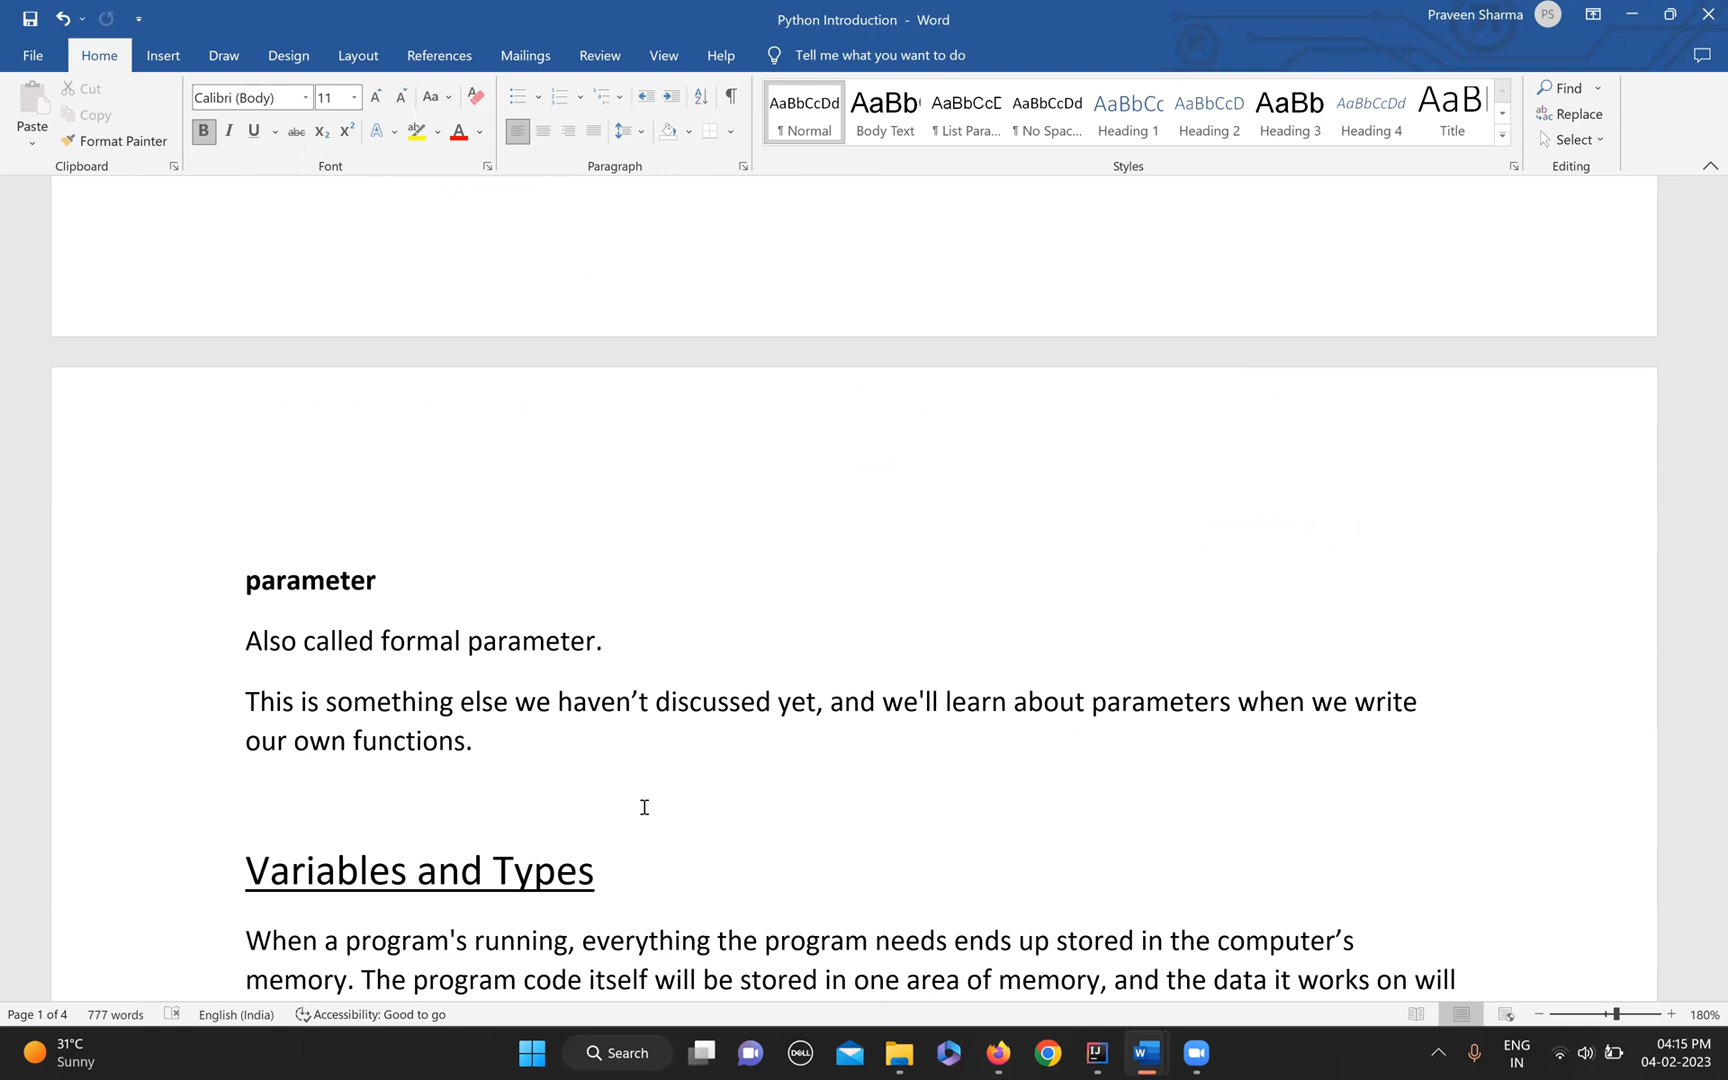 Python Introduction - Word
Praveen Sharma PS
File Home Insert Draw Design Layout References Mailings Review View Help Tell me what you want to do
Paste
Cut
Copy
Format Painter
Clipboard
Calibri (Body) 11 Aa
B I U abc X2 X2 A A
Font
Paragraph
AaBbCcDd AaBb AaBbCcD AaBbCcDd AaBbCc AaBbCcD AaBb AaBbCcDd AaB
¶ Normal Body Text ¶ List Para... ¶ No Spac... Heading 1 Heading 2 Heading 3 Heading 4 Title
Styles
Find
Replace
Select
Editing
parameter
Also called formal parameter.
This is something else we haven’t discussed yet, and we'll learn about parameters when we write
our own functions.
Variables and Types
When a program's running, everything the program needs ends up stored in the computer’s
memory. The program code itself will be stored in one area of memory, and the data it works on will
Page 1 of 4 777 words English (India) Accessibility: Good to go 180%
31°C
Sunny
Search
DELL
ENG
IN
04:15 PM
04-02-2023